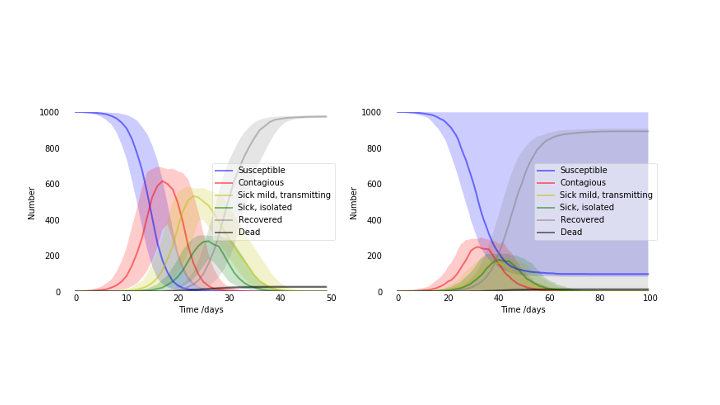 1000
800
600
400
200
0
Number
0
10
20
30
40
50
Time /days
Susceptible
Contagious
Sick mild, transmitting
Sick, isolated
Recovered
Dead
1000
800
600
400
200
0
Number
0
20
40
60
80
100
Time /days
Susceptible
Contagious
Sick mild, transmitting
Sick, isolated
Recovered
Dead